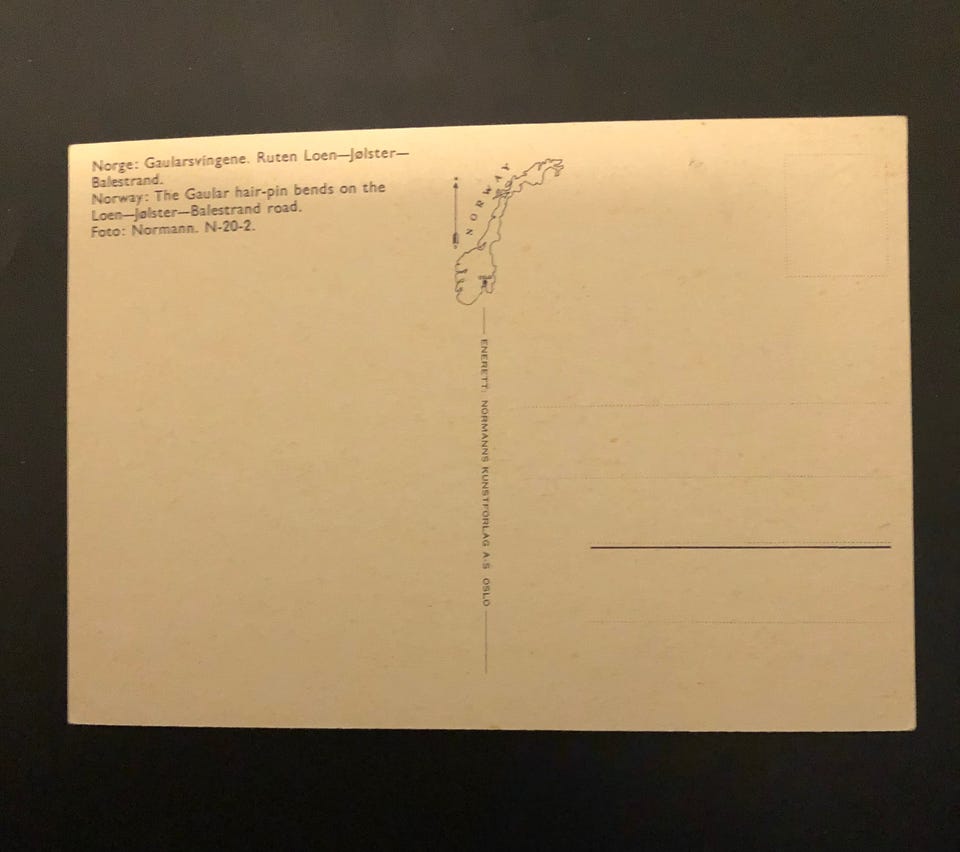 Norge: Gaularsvingene. Ruten Loen—Jølster—
Balestrand.
Norway: The Gaular hair-pin bends on the
Loen—Jølster—Balestrand road.
Foto: Normann. N-20-2.
NORWAY
ENERETT: NORMANNS KUNSTFORLAG A.S OSLO